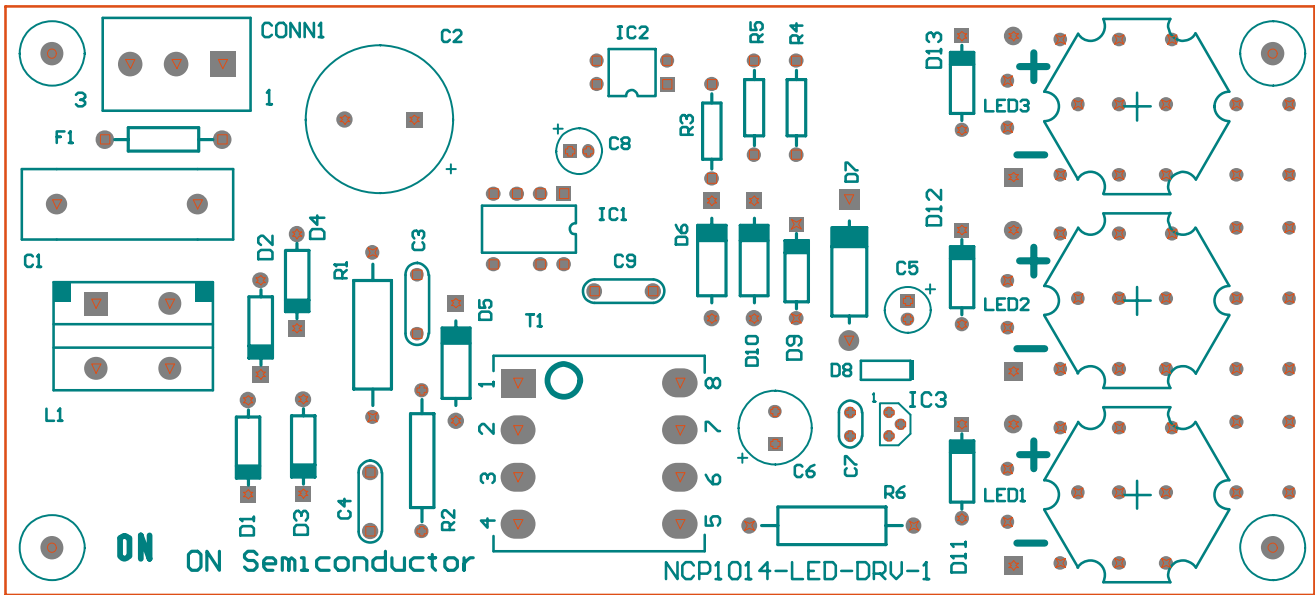 CONN1
C2
IC2
R5
R4
D13
3
1
F1
R3
C8
LED3
D7
IC1
D12
D4
C3
D6
D2
C1
R1
C9
C5
D5
T1
LED2
D10
D9
D8
1
8
1
IC3
L1
2
7
3
6
C6
C7
4
5
R6
LED1
D1
D3
C4
R2
D11
ON
ON Semiconductor
NCP1014-LED-DRV-1